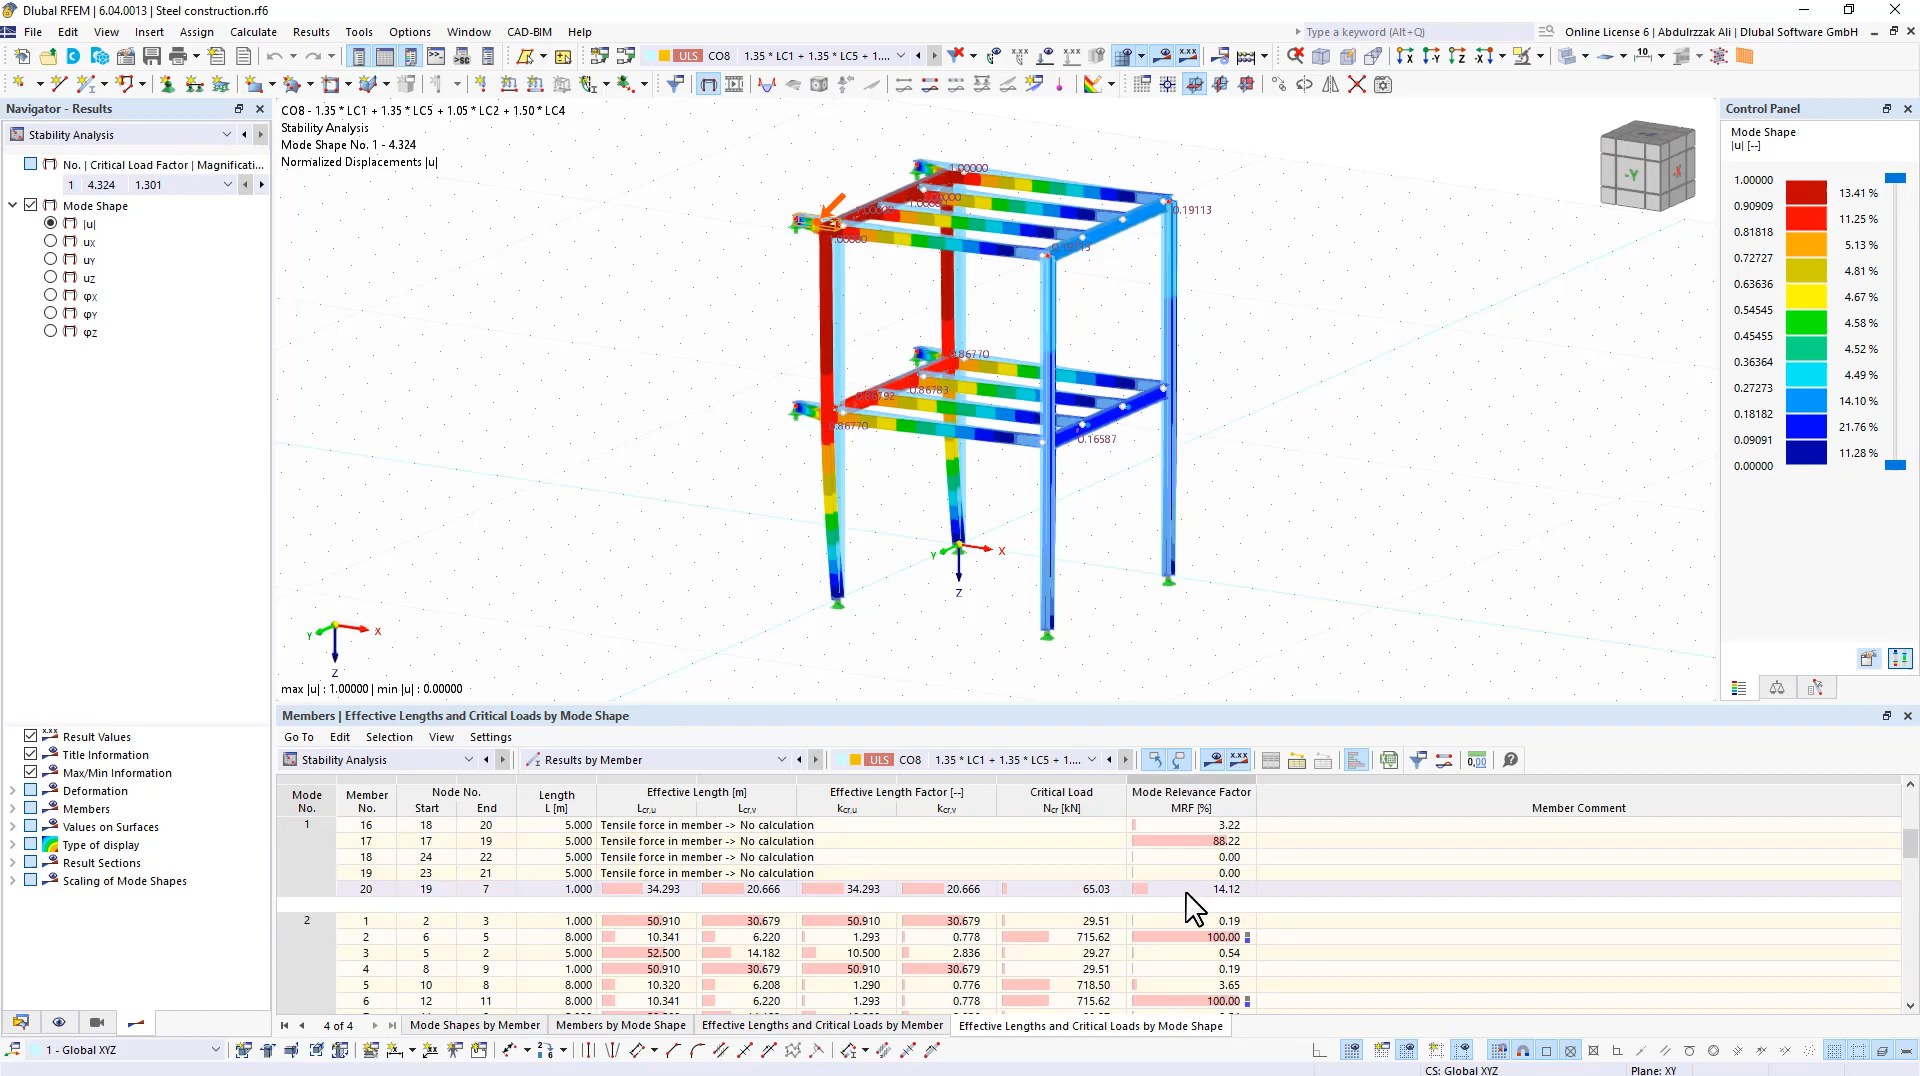 Dlubal RFEM | 6.04.0013 | Steel construction.rf6
File Edit View Insert Assign Calculate Results Tools Options Window CAD-BIM Help
Type a keyword (Alt+Q)
Online License 6 | Abdulrzzak Ali | Dlubal Software GmbH
ULS CO8 1.35 * LC1 + 1.35 * LC5 + 1....
Navigator - Results
Stability Analysis
No. | Critical Load Factor | Magnificati...
1 4.324 1.301
Mode Shape
|u|
uX
uY
uZ
φX
φY
φZ
Result Values
Title Information
Max/Min Information
Deformation
Members
Values on Surfaces
Type of display
Result Sections
Scaling of Mode Shapes
CO8 - 1.35 * LC1 + 1.35 * LC5 + 1.05 * LC2 + 1.50 * LC4
Stability Analysis
Mode Shape No. 1 - 4.324
Normalized Displacements |u|
1.00000
0.19113
0.86770
0.86783
0.86792
0.86770
0.16587
X
Y
Z
X
Y
Z
-Y
-X
max |u| : 1.00000 | min |u| : 0.00000
Control Panel
Mode Shape
|u| [--]
1.00000
0.90909
0.81818
0.72727
0.63636
0.54545
0.45455
0.36364
0.27273
0.18182
0.09091
0.00000
13.41 %
11.25 %
5.13 %
4.81 %
4.67 %
4.58 %
4.52 %
4.49 %
14.10 %
21.76 %
11.28 %
Members | Effective Lengths and Critical Loads by Mode Shape
Go To Edit Selection View Settings
Stability Analysis Results by Member ULS CO8 1.35 * LC1 + 1.35 * LC5 + 1....
Mode Member Node No. Length Effective Length [m] Effective Length Factor [--] Critical Load Mode Relevance Factor
No. No. Start End L [m] Lcr,u Lcr,v kcr,u kcr,v Ncr [kN] MRF [%] Member Comment
1 16 18 20 5.000 Tensile force in member -> No calculation 3.22
17 17 19 5.000 Tensile force in member -> No calculation 88.22
18 24 22 5.000 Tensile force in member -> No calculation 0.00
19 23 21 5.000 Tensile force in member -> No calculation 0.00
20 19 7 1.000 34.293 20.666 34.293 20.666 65.03 14.12
2 1 2 3 1.000 50.910 30.679 50.910 30.679 29.51 0.19
2 6 5 8.000 10.341 6.220 1.293 0.778 715.62 100.00
3 5 2 5.000 52.500 14.182 10.500 2.836 29.27 0.54
4 8 9 1.000 50.910 30.679 50.910 30.679 29.51 0.19
5 10 8 8.000 10.320 6.208 1.290 0.776 718.50 3.65
6 12 11 8.000 10.341 6.220 1.293 0.778 715.62 100.00
4 of 4 Mode Shapes by Member Members by Mode Shape Effective Lengths and Critical Loads by Member Effective Lengths and Critical Loads by Mode Shape
1 - Global XYZ
CS: Global XYZ Plane: XY